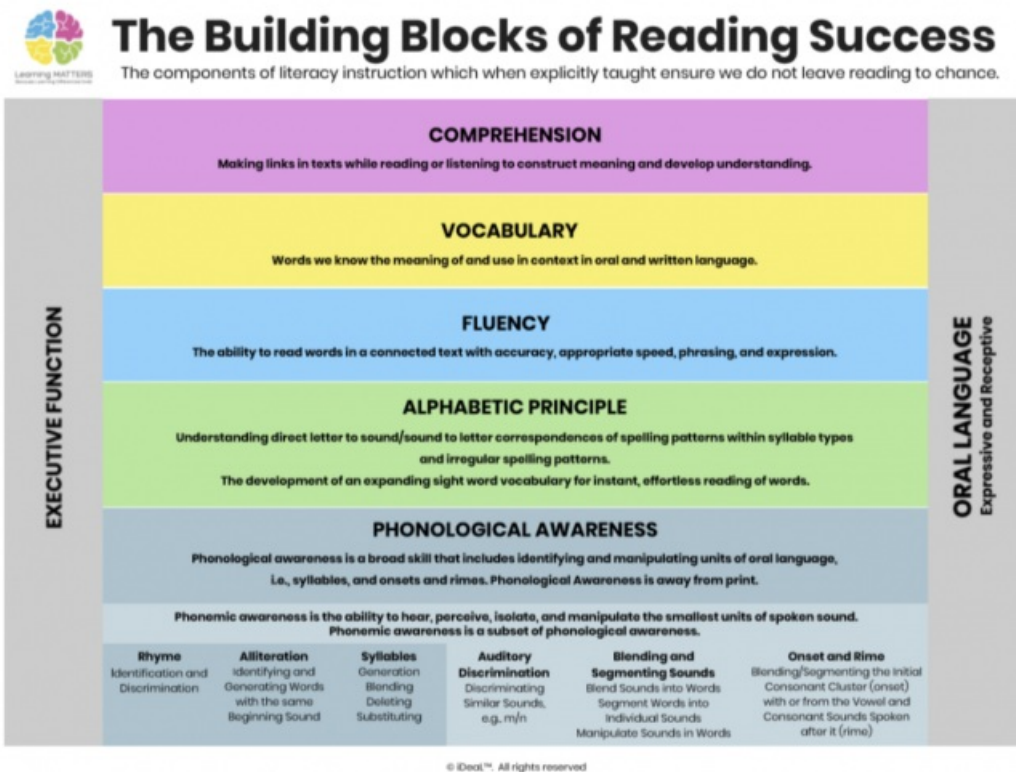 The Building Blocks of Reading Success
Learning MATTERS
The components of literacy instruction which when explicitly taught ensure we do not leave reading to chance.
EXECUTIVE FUNCTION
COMPREHENSION
Making links in texts while reading or listening to construct meaning and develop understanding.
VOCABULARY
Words we know the meaning of and use in context in oral and written language.
FLUENCY
The ability to read words in a connected text with accuracy, appropriate speed, phrasing, and expression.
ALPHABETIC PRINCIPLE
Understanding direct letter to sound/sound to letter correspondences of spelling patterns within syllable types
and irregular spelling patterns.
The development of an expanding sight word vocabulary for instant, effortless reading of words.
PHONOLOGICAL AWARENESS
Phonological awareness is a broad skill that includes identifying and manipulating units of oral language,
i.e., syllables, and onsets and rimes. Phonological Awareness is away from print.
Phonemic awareness is the ability to hear, perceive, isolate, and manipulate the smallest units of spoken sound.
Phonemic awareness is a subset of phonological awareness.
Rhyme
Identification and
Discrimination
Alliteration
Identifying and
Generating Words
with the same
Beginning Sound
Syllables
Generation
Blending
Deleting
Substituting
Auditory
Discrimination
Discriminating
Similar Sounds,
e.g., m/n
Blending and
Segmenting Sounds
Blend Sounds into Words
Segment Words into
Individual Sounds
Manipulate Sounds in Words
Onset and Rime
Blending/Segmenting the Initial
Consonant Cluster (onset)
with or from the Vowel and
Consonant Sounds Spoken
after it (rime)
ORAL LANGUAGE
Expressive and Receptive
© iDeaL™. All rights reserved